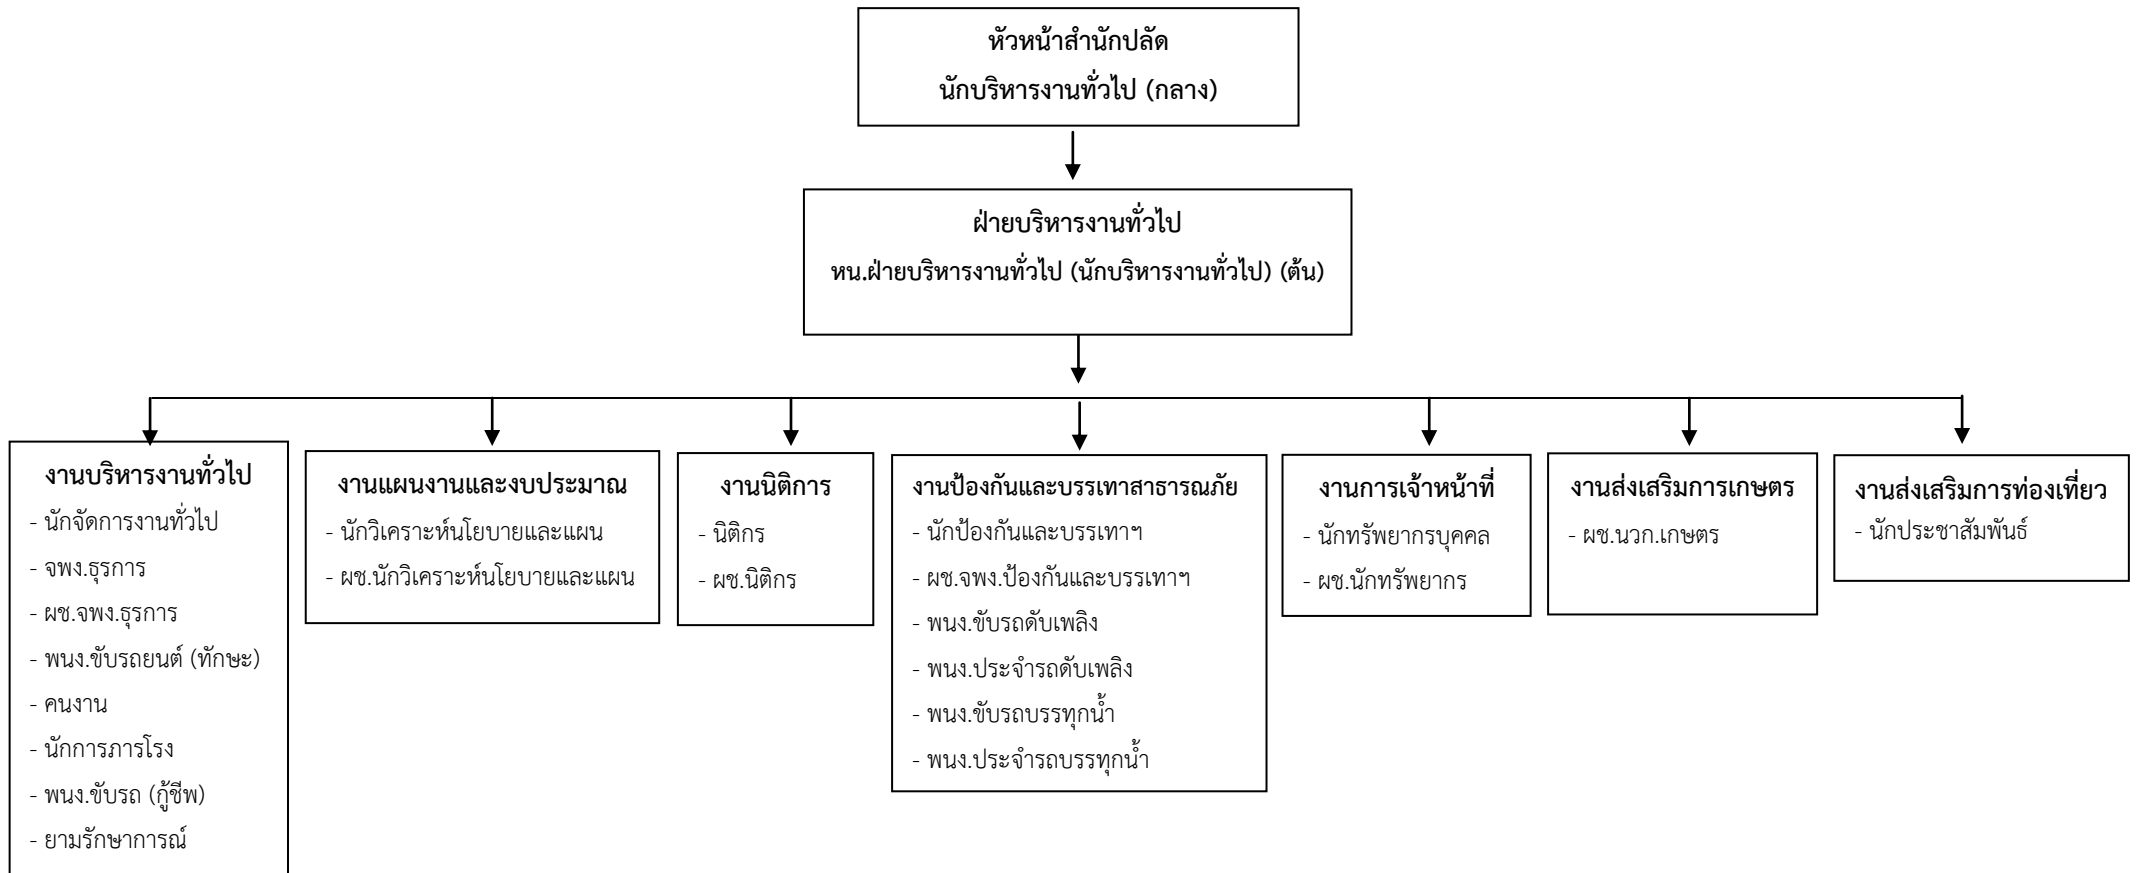 หัวหน้าสำนักปลัด
นักบริหารงานทั่วไป (กลาง)
ฝ่ายบริหารงานทั่วไป
หน.ฝ่ายบริหารงานทั่วไป (นักบริหารงานทั่วไป) (ต้น)
งานบริหารงานทั่วไป
- นักจัดการงานทั่วไป
- จพง.ธุรการ
- ผช.จพง.ธุรการ
- พนง.ขับรถยนต์ (ทักษะ)
- คนงาน
- นักการภารโรง
- พนง.ขับรถ (กู้ชีพ)
- ยามรักษาการณ์
งานแผนงานและงบประมาณ
- นักวิเคราะห์นโยบายและแผน
- ผช.นักวิเคราะห์นโยบายและแผน
งานนิติการ
- นิติกร
- ผช.นิติกร
งานป้องกันและบรรเทาสาธารณภัย
- นักป้องกันและบรรเทาฯ
- ผช.จพง.ป้องกันและบรรเทาฯ
- พนง.ขับรถดับเพลิง
- พนง.ประจำรถดับเพลิง
- พนง.ขับรถบรรทุกน้ำ
- พนง.ประจำรถบรรทุกน้ำ
งานการเจ้าหน้าที่
- นักทรัพยากรบุคคล
- ผช.นักทรัพยากร
งานส่งเสริมการเกษตร
- ผช.นวก.เกษตร
งานส่งเสริมการท่องเที่ยว
- นักประชาสัมพันธ์